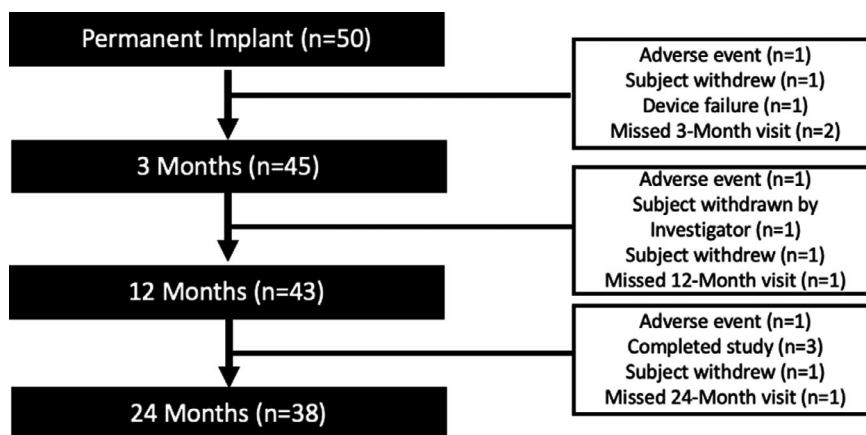 Permanent Implant (n=50)
Adverse event (n=1)
Subject withdrew (n=1)
Device failure (n=1)
Missed 3-Month visit (n=2)
3 Months (n=45)
Adverse event (n=1)
Subject withdrawn by
Investigator (n=1)
Subject withdrew (n=1)
Missed 12-Month visit (n=1)
12 Months (n=43)
Adverse event (n=1)
Completed study (n=3)
Subject withdrew (n=1)
Missed 24-Month visit (n=1)
24 Months (n=38)